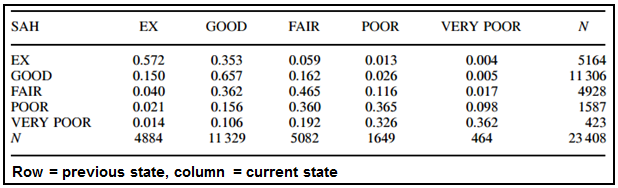 SAH EX GOOD FAIR POOR VERY POOR N
EX 0.572 0.353 0.059 0.013 0.004 5164
GOOD 0.150 0.657 0.162 0.026 0.005 11 306
FAIR 0.040 0.362 0.465 0.116 0.017 4928
POOR 0.021 0.156 0.360 0.365 0.098 1587
VERY POOR 0.014 0.106 0.192 0.326 0.362 423
N 4884 11 329 5082 1649 464 23 408
Row = previous state, column = current state